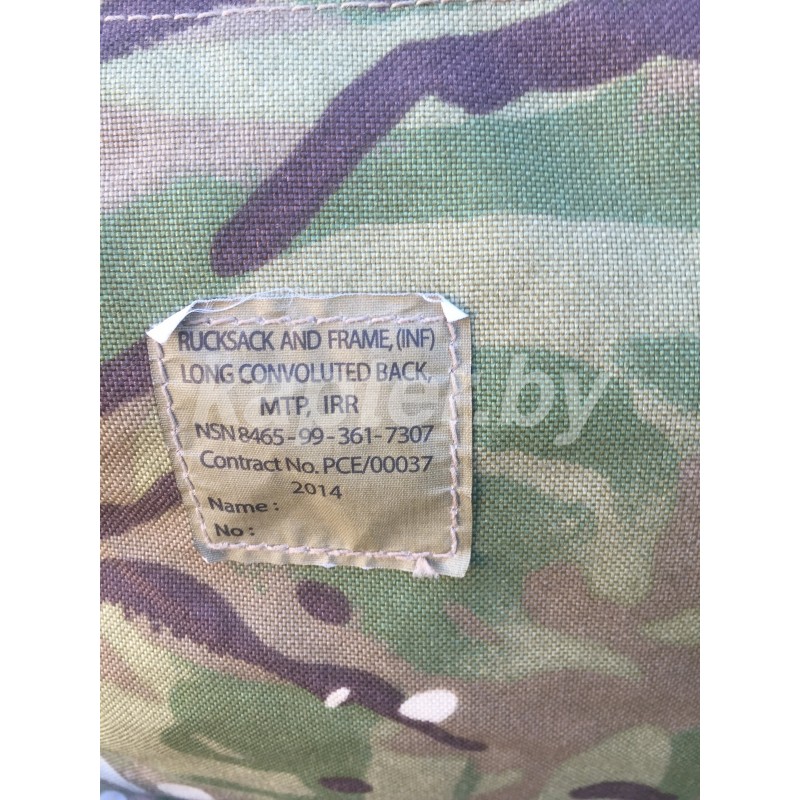 RUCKSACK AND FRAME, (INF)
LONG CONVOLUTED BACK,
MTP, IRR
NSN 8465-99-361-7307
Contract No. PCE/00037
2014
Name :
No :